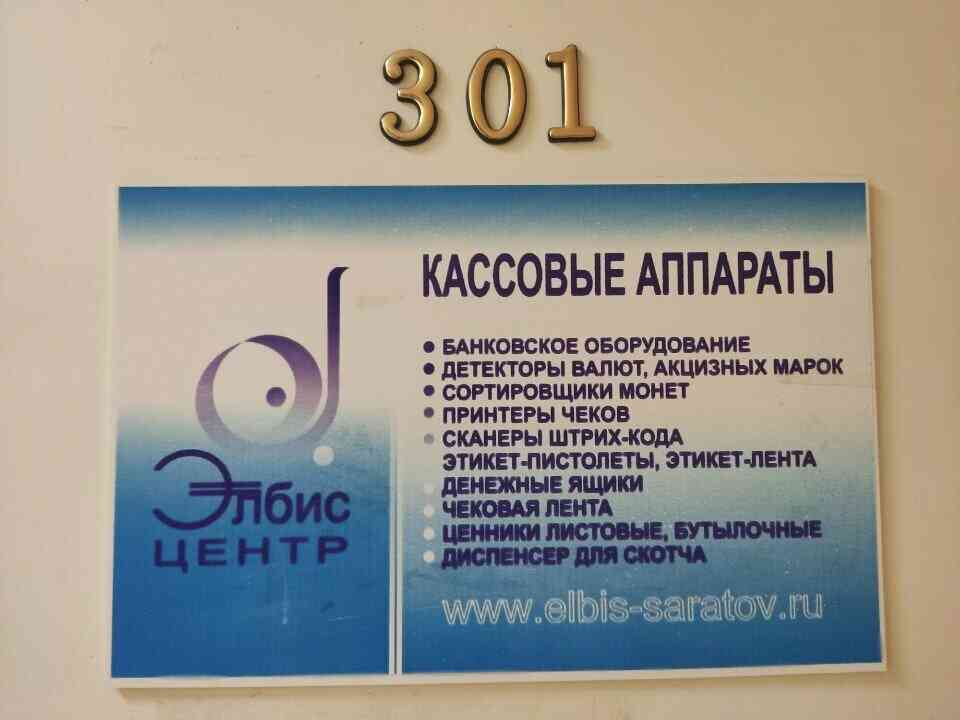 301
КАССОВЫЕ АППАРАТЫ
• БАНКОВСКОЕ ОБОРУДОВАНИЕ
• ДЕТЕКТОРЫ ВАЛЮТ, АКЦИЗНЫХ МАРОК
• СОРТИРОВЩИКИ МОНЕТ
• ПРИНТЕРЫ ЧЕКОВ
• СКАНЕРЫ ШТРИХ-КОДА
ЭТИКЕТ-ПИСТОЛЕТЫ, ЭТИКЕТ-ЛЕНТА
• ДЕНЕЖНЫЕ ЯЩИКИ
• ЧЕКОВАЯ ЛЕНТА
• ЦЕННИКИ ЛИСТОВЫЕ, БУТЫЛОЧНЫЕ
• ДИСПЕНСЕР ДЛЯ СКОТЧА
www.elbis-saratov.ru
Элбис
ЦЕНТР